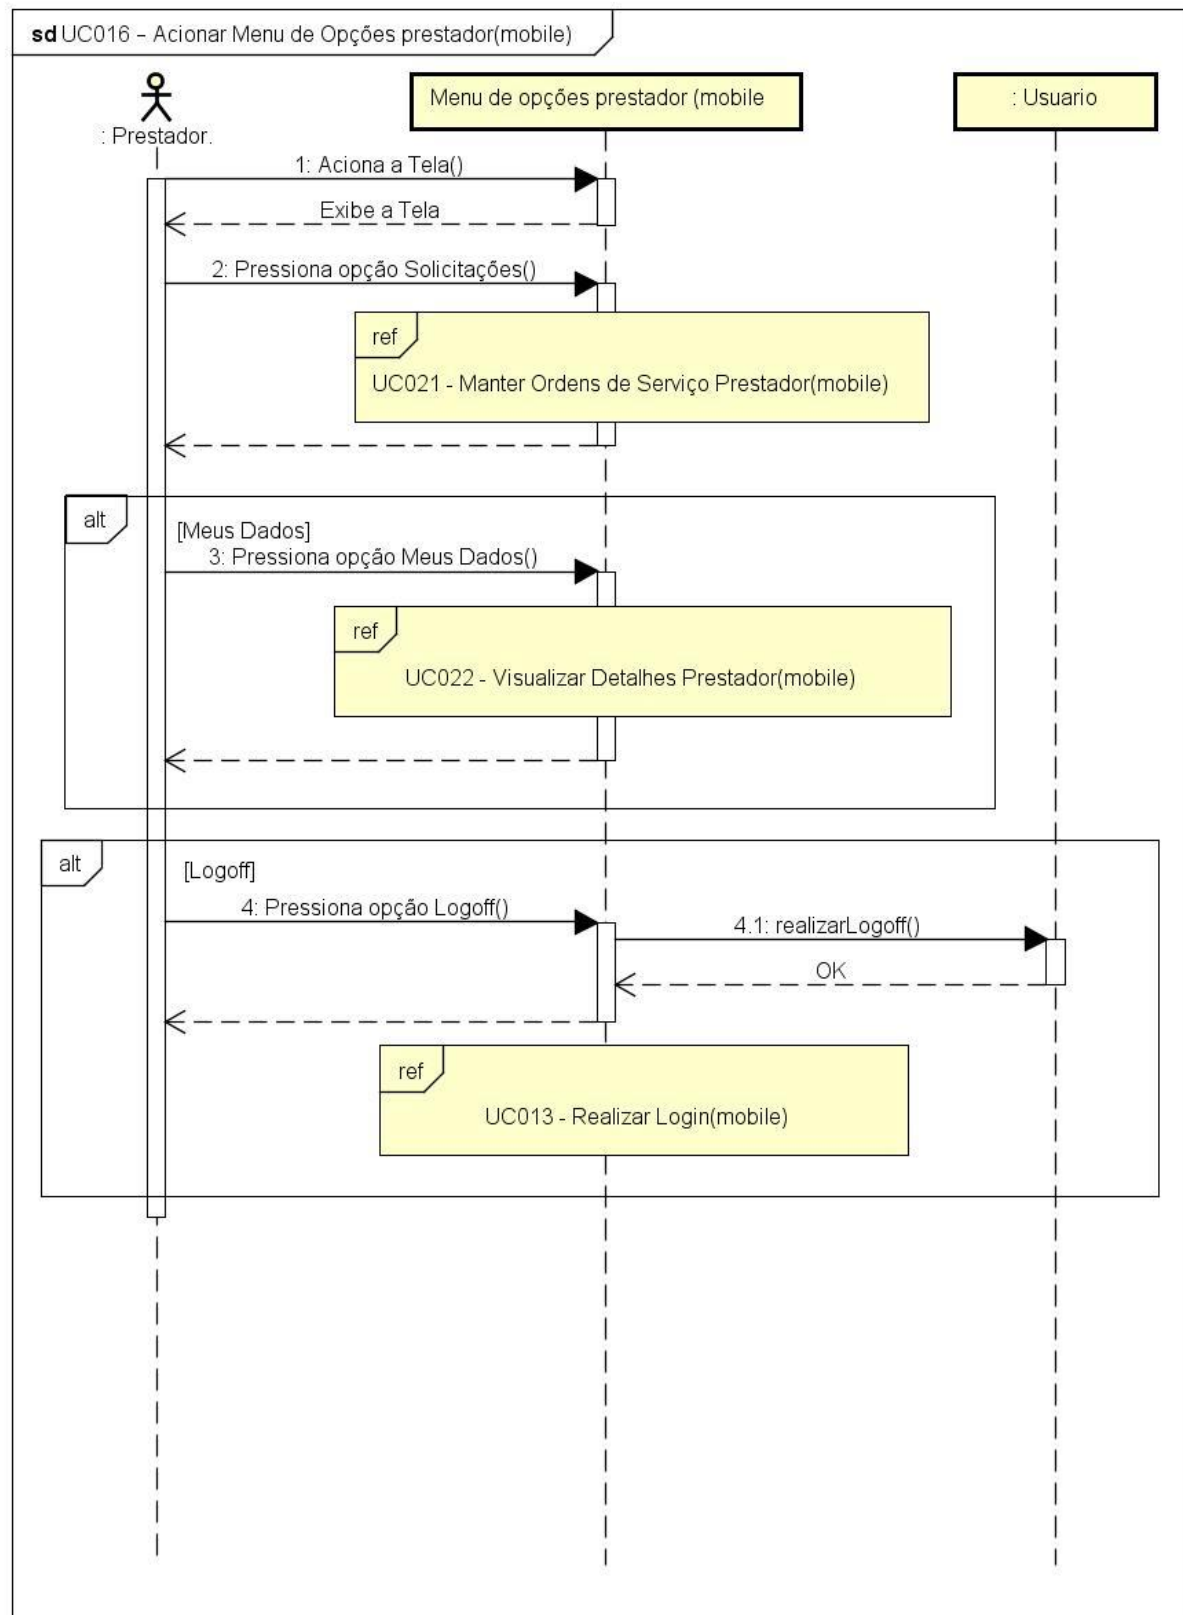 sd UC016 – Acionar Menu de Opções prestador(mobile)
Menu de opções prestador (mobile
: Usuario
: Prestador.
1: Aciona a Tela()
Exibe a Tela
2: Pressiona opção Solicitações()
ref
UC021 - Manter Ordens de Serviço Prestador(mobile)
alt
[Meus Dados]
3: Pressiona opção Meus Dados()
ref
UC022 - Visualizar Detalhes Prestador(mobile)
alt
[Logoff]
4: Pressiona opção Logoff()
4.1: realizarLogoff()
OK
ref
UC013 - Realizar Login(mobile)